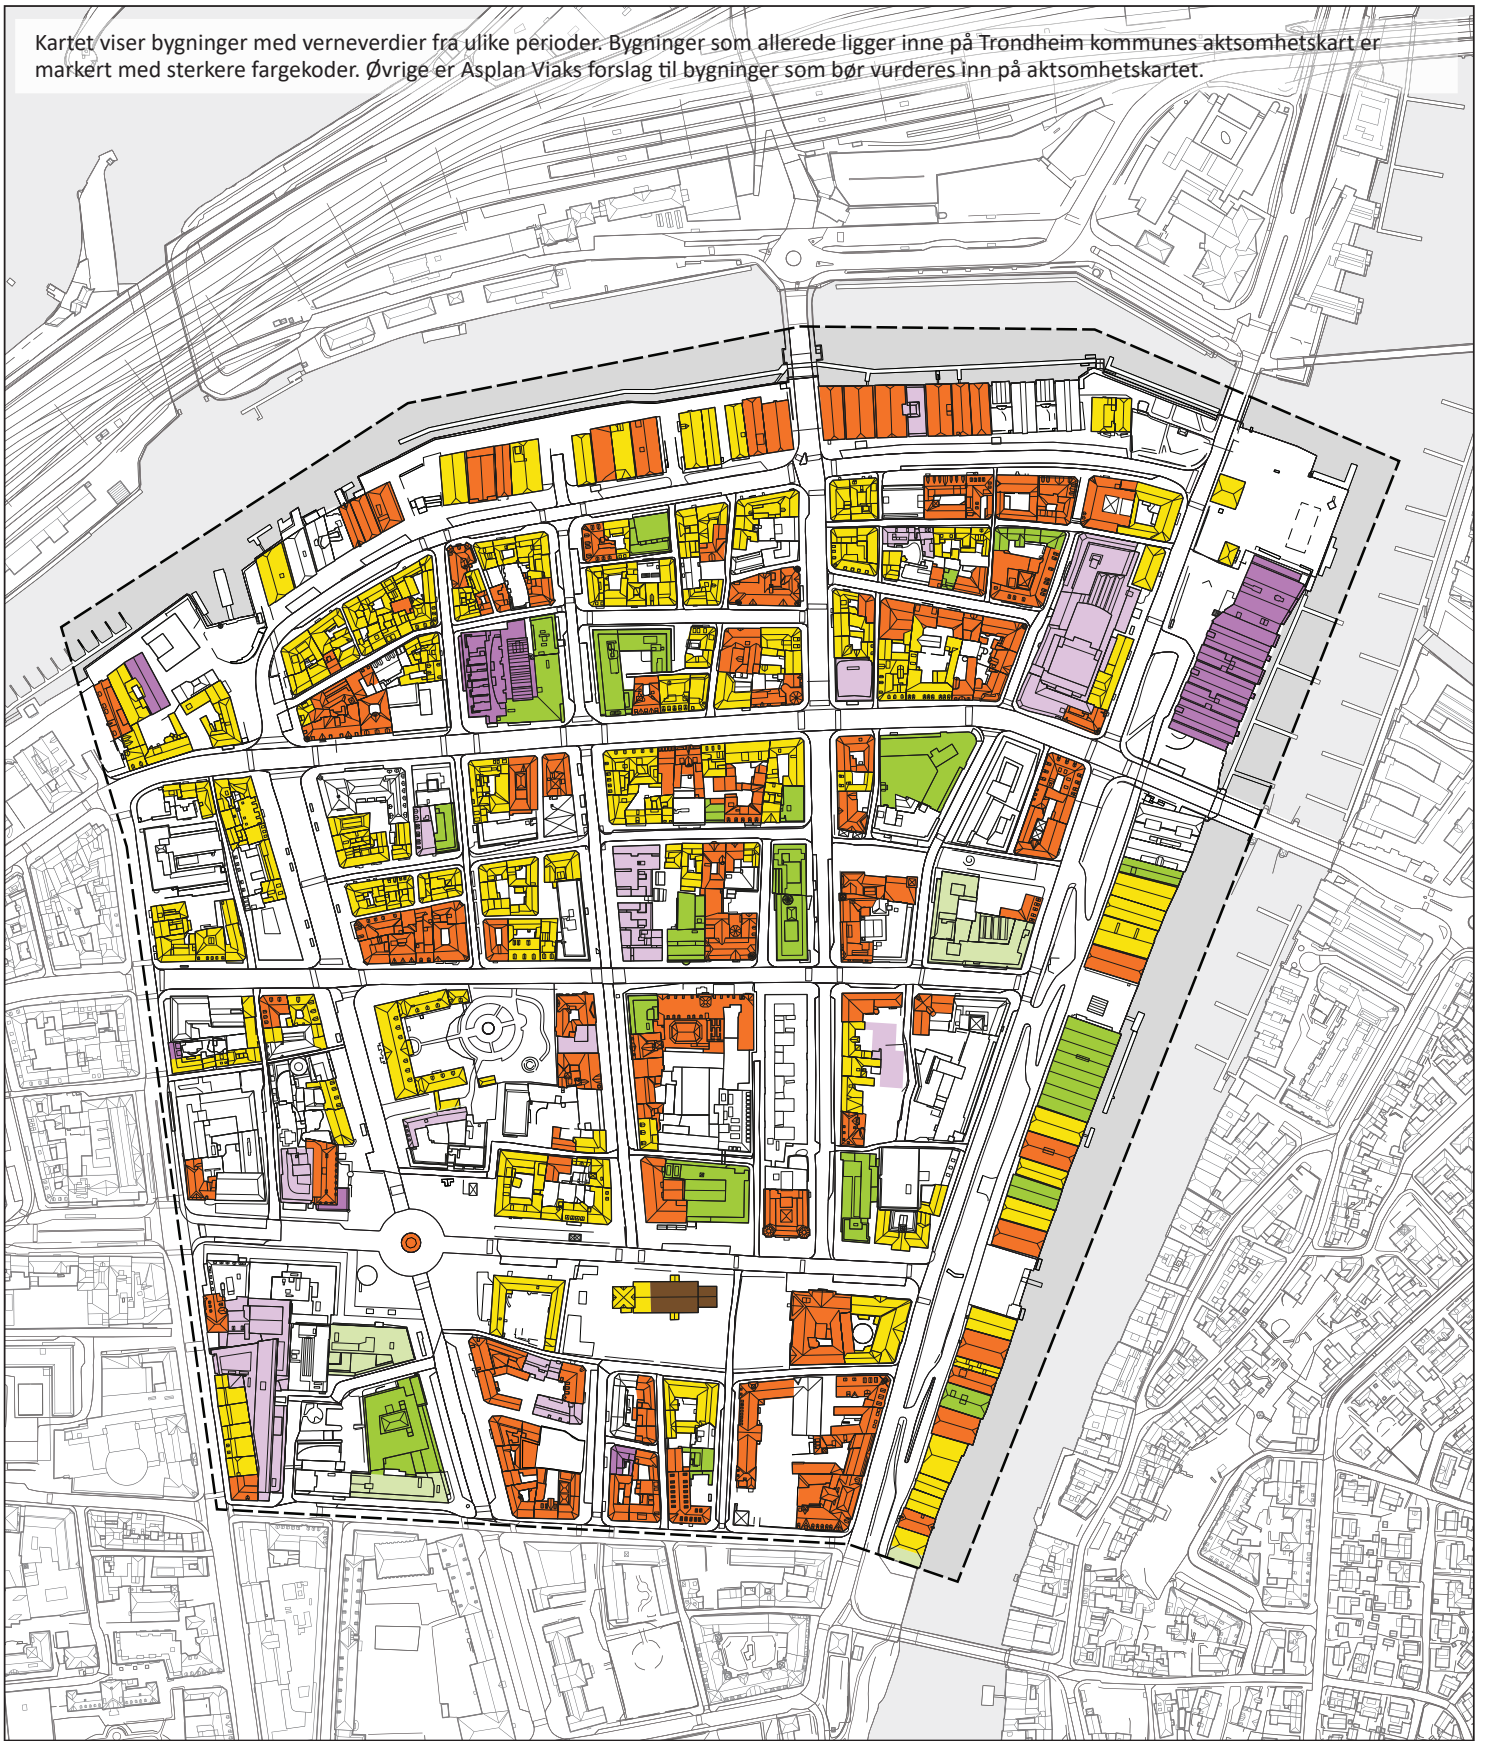 Kartet viser bygninger med verneverdier fra ulike perioder. Bygninger som allerede ligger inne på Trondheim kommunes aktsomhetskart er
markert med sterkere fargekoder. Øvrige er Asplan Viaks forslag til bygninger som bør vurderes inn på aktsomhetskartet.